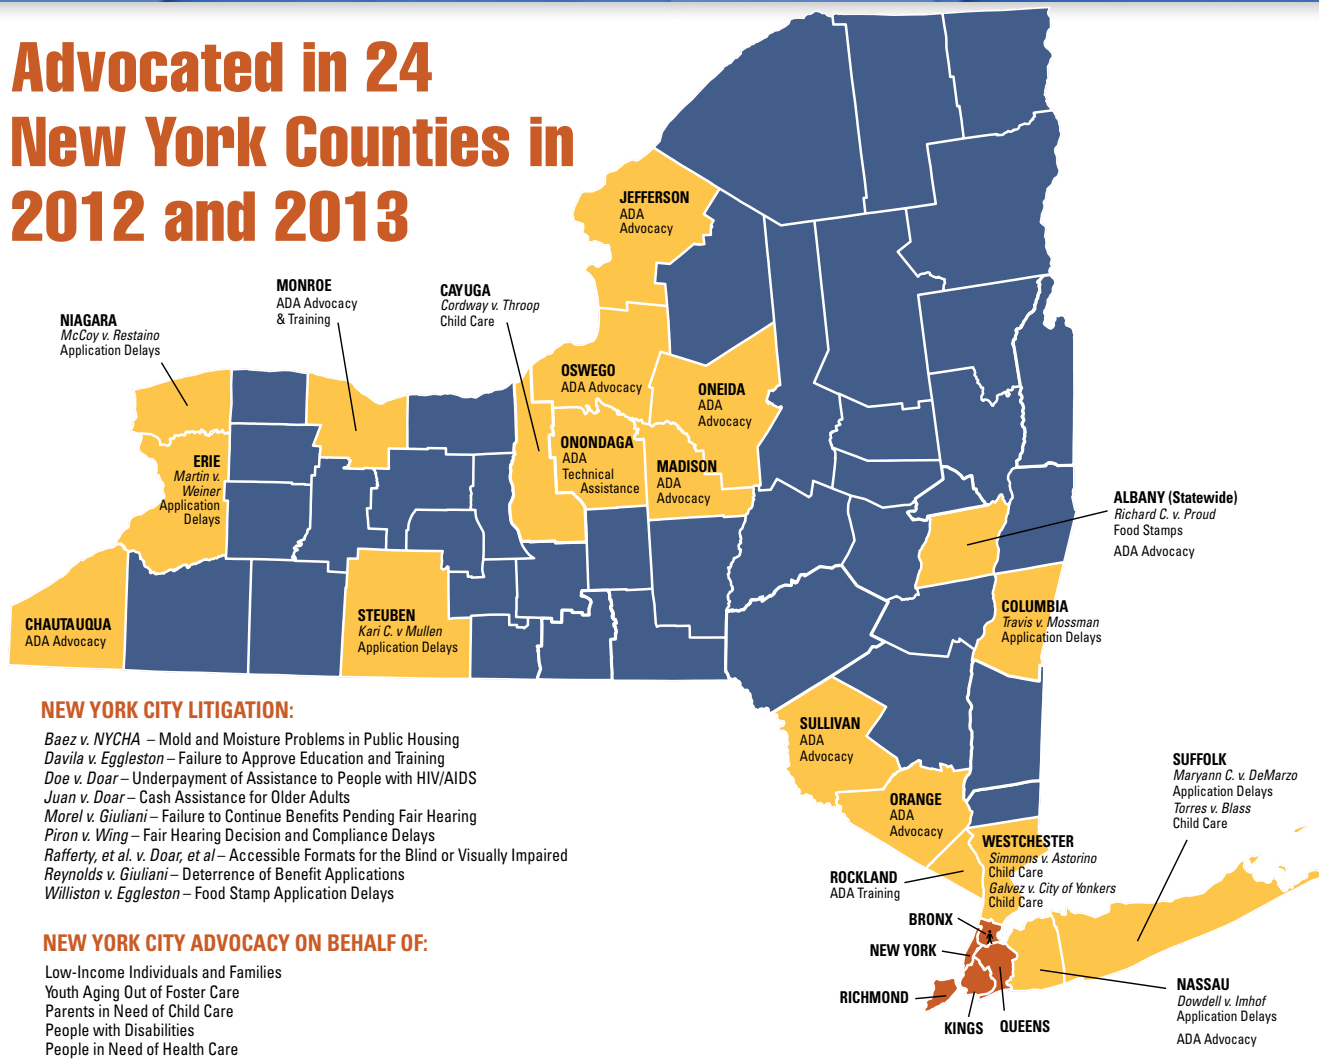 Advocated in 24
New York Counties in
2012 and 2013
JEFFERSON
ADA
Advocacy
MONROE
ADA Advocacy
& Training
CAYUGA
Cordway v. Throop
Child Care
NIAGARA
McCoy v. Restaino
Application Delays
OSWEGO
ADA Advocacy
ONEIDA
ADA
Advocacy
ERIE
Martin v.
Weiner
Application
Delays
ONONDAGA
ADA
Technical
Assistance
MADISON
ADA
Advocacy
ALBANY (Statewide)
Richard C. v. Proud
Food Stamps
ADA Advocacy
CHAUTAUQUA
ADA Advocacy
STEUBEN
Kari C. v Mullen
Application Delays
COLUMBIA
Travis v. Mossman
Application Delays
SULLIVAN
ADA
Advocacy
ORANGE
ADA
Advocacy
SUFFOLK
Maryann C. v. DeMarzo
Application Delays
Torres v. Blass
Child Care
WESTCHESTER
Simmons v. Astorino
Child Care
Galvez v. City of Yonkers
Child Care
ROCKLAND
ADA Training
BRONX
NEW YORK
RICHMOND
KINGS
QUEENS
NASSAU
Dowdell v. Imhof
Application Delays
ADA Advocacy
NEW YORK CITY LITIGATION:
Baez v. NYCHA – Mold and Moisture Problems in Public Housing
Davila v. Eggleston – Failure to Approve Education and Training
Doe v. Doar – Underpayment of Assistance to People with HIV/AIDS
Juan v. Doar – Cash Assistance for Older Adults
Morel v. Giuliani – Failure to Continue Benefits Pending Fair Hearing
Piron v. Wing – Fair Hearing Decision and Compliance Delays
Rafferty, et al. v. Doar, et al – Accessible Formats for the Blind or Visually Impaired
Reynolds v. Giuliani – Deterrence of Benefit Applications
Williston v. Eggleston – Food Stamp Application Delays
NEW YORK CITY ADVOCACY ON BEHALF OF:
Low-Income Individuals and Families
Youth Aging Out of Foster Care
Parents in Need of Child Care
People with Disabilities
People in Need of Health Care